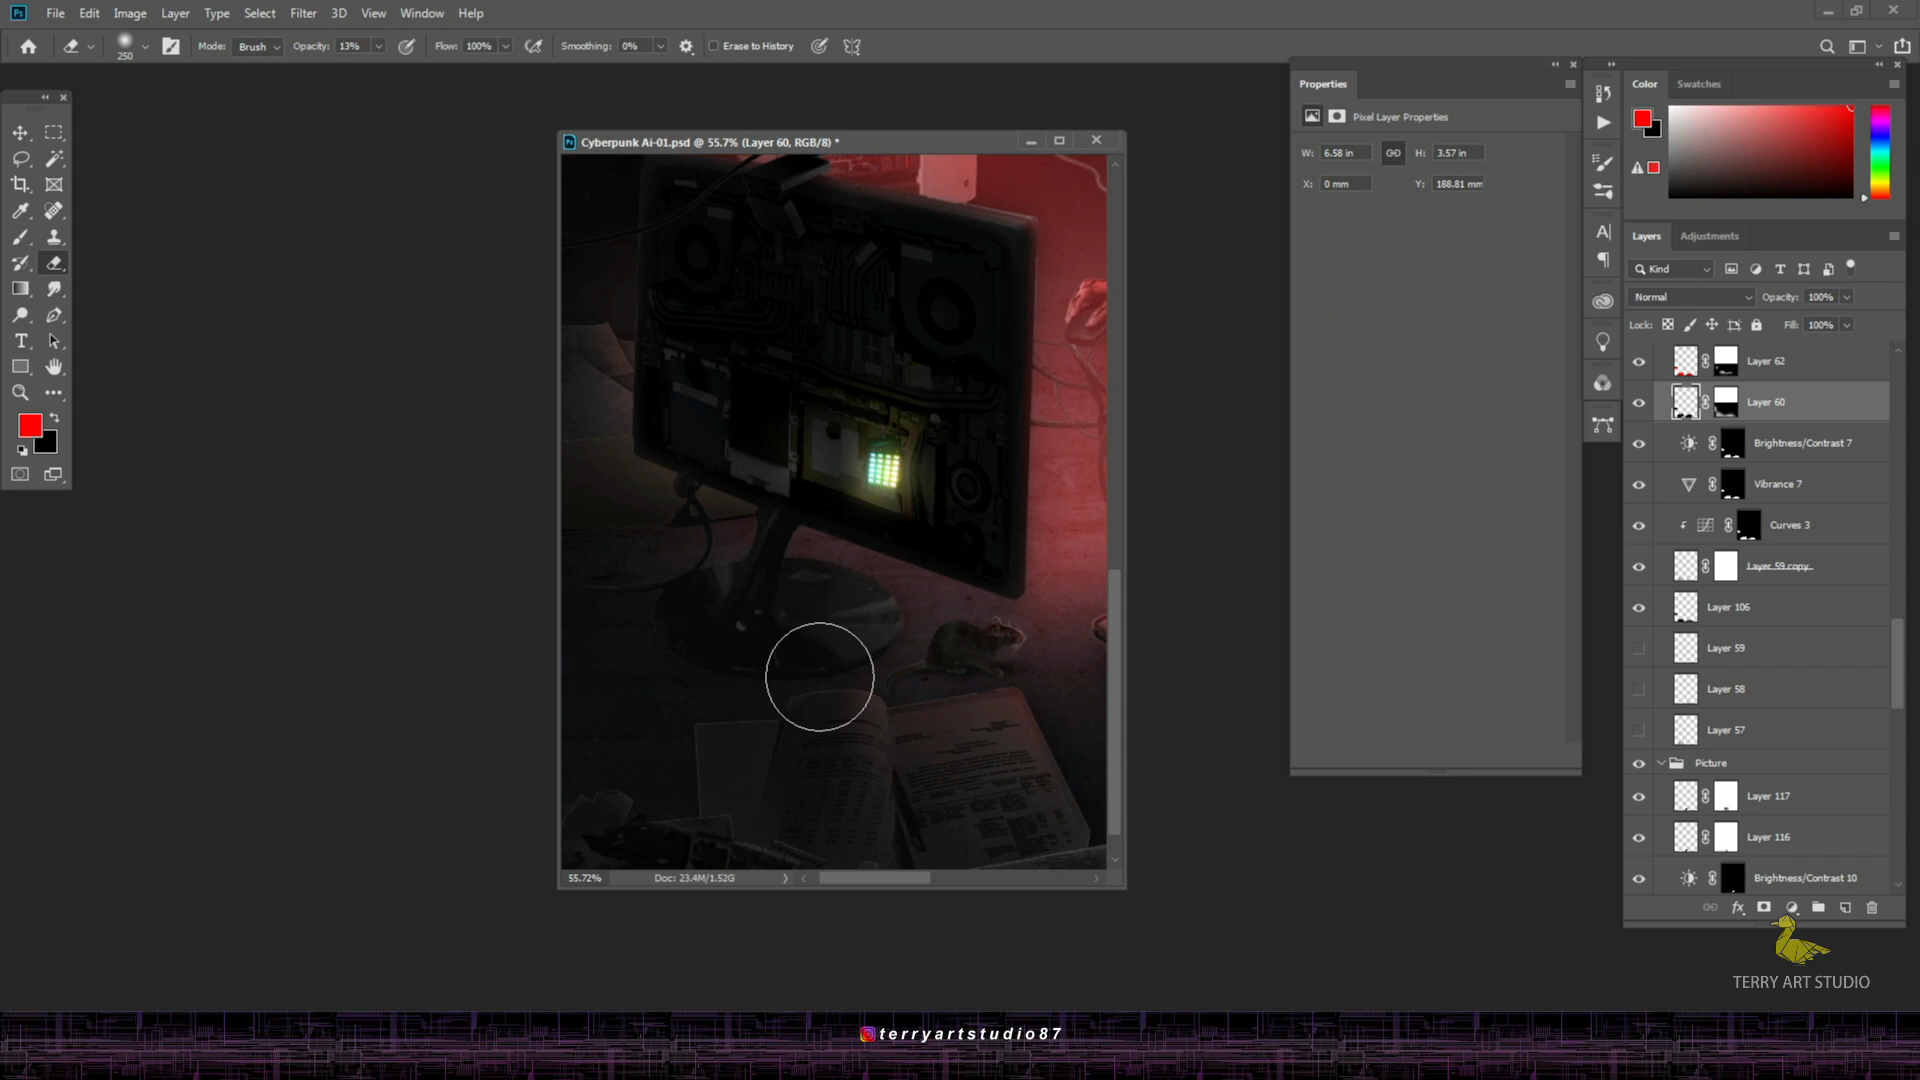 Ps File Edit Image Layer Type Select Filter 3D View Window Help
250 Mode: Brush Opacity: 13% Flow: 100% Smoothing: 0% Erase to History
Cyberpunk Ai-01.psd @ 55.7% (Layer 60, RGB/8) *
55.72% Doc: 23.4M/1.52G
Properties
Pixel Layer Properties
W: 6.58 in H: 3.57 in
X: 0 mm Y: 188.81 mm
Color Swatches
Layers Adjustments
Kind
Normal Opacity: 100%
Lock: Fill: 100%
Layer 62
Layer 60
Brightness/Contrast 7
Vibrance 7
Curves 3
Layer 59 copy
Layer 106
Layer 59
Layer 58
Layer 57
Picture
Layer 117
Layer 116
Brightness/Contrast 10
fx
TERRY ART STUDIO
terryartstudio87